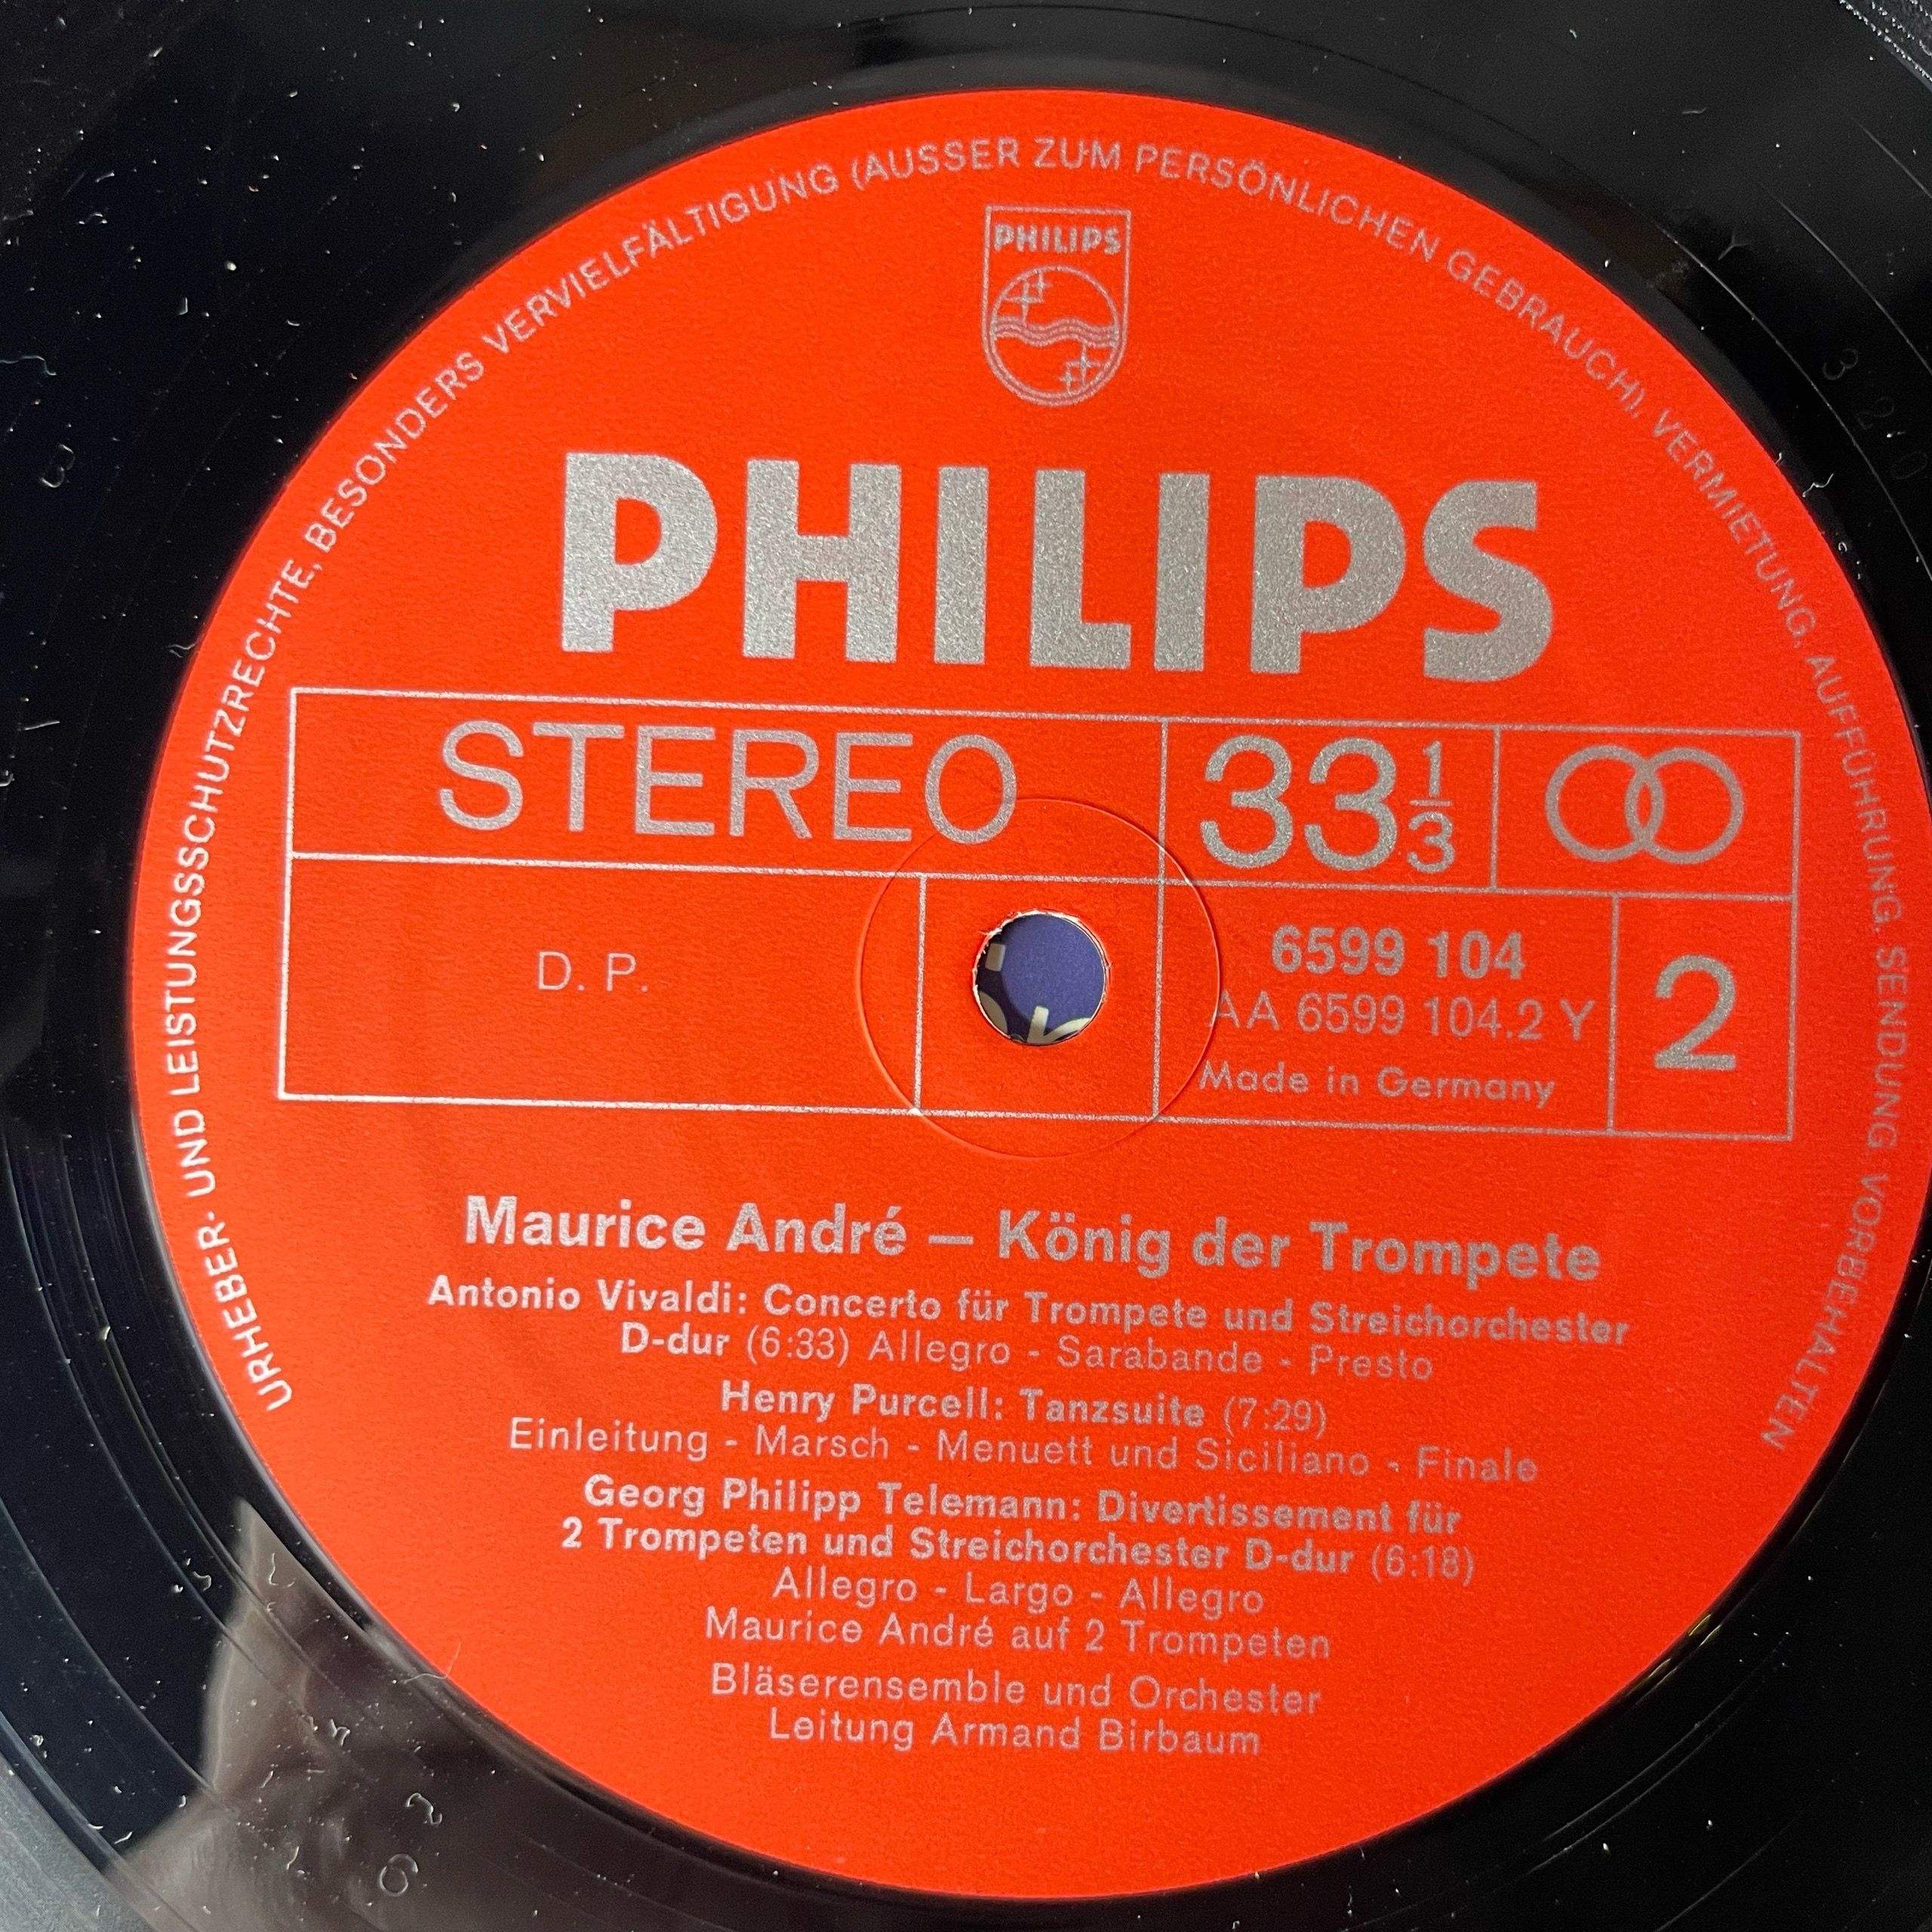 URHEBER- UND LEISTUNGSSCHUTZRECHTE, BESONDERS VERVIELFÄLTIGUNG (AUSSER ZUM PERSÖNLICHEN GEBRAUCH), VERMIETUNG, AUFFÜHRUNG, SENDUNG VORBEHALTEN
PHILIPS
PHILIPS
STEREO
33 1/3
D. P.
6599 104
AA 6599 104.2 Y
Made in Germany
2
Maurice André — König der Trompete
Antonio Vivaldi: Concerto für Trompete und Streichorchester
D-dur (6:33) Allegro - Sarabande - Presto
Henry Purcell: Tanzsuite (7:29)
Einleitung - Marsch - Menuett und Siciliano - Finale
Georg Philipp Telemann: Divertissement für
2 Trompeten und Streichorchester D-dur (6:18)
Allegro - Largo - Allegro
Maurice André auf 2 Trompeten
Bläserensemble und Orchester
Leitung Armand Birbaum